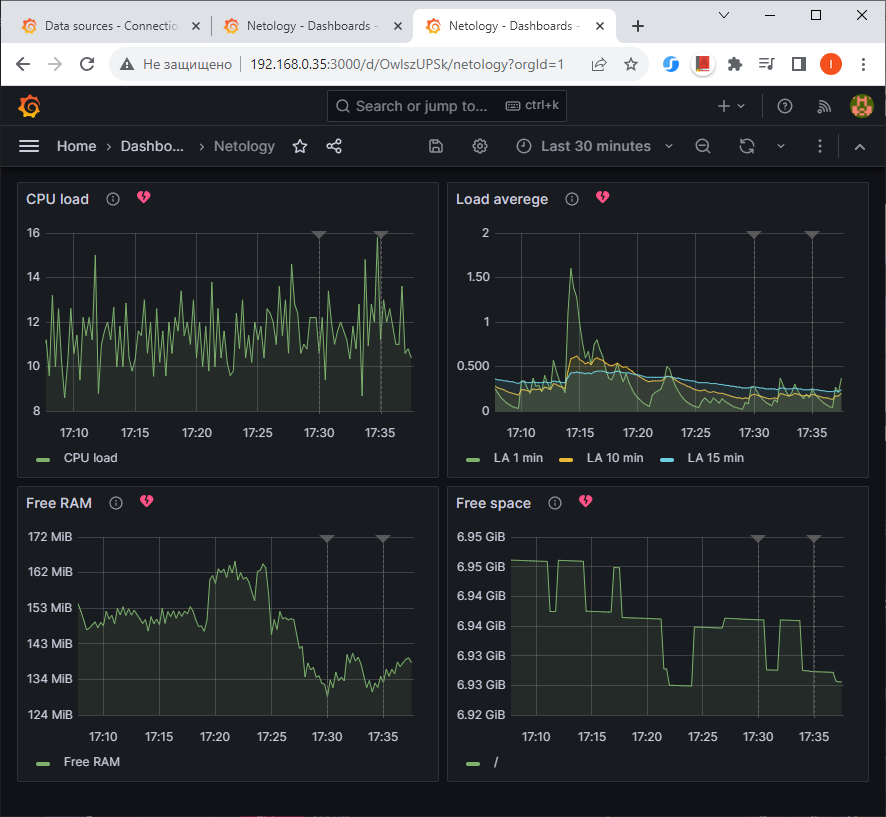 Data sources - Connectio
Netology - Dashboards -
Netology - Dashboards -
Не защищено 192.168.0.35:3000/d/OwlszUPSk/netology?orgId=1
I
Search or jump to... ctrl+k
Home › Dashbo... › Netology
Last 30 minutes
CPU load
16
14
12
10
8
17:10 17:15 17:20 17:25 17:30 17:35
CPU load
Load averege
2
1.50
1
0.500
0
17:10 17:15 17:20 17:25 17:30 17:35
LA 1 min LA 10 min LA 15 min
Free RAM
172 MiB
162 MiB
153 MiB
143 MiB
134 MiB
124 MiB
17:10 17:15 17:20 17:25 17:30 17:35
Free RAM
Free space
6.95 GiB
6.95 GiB
6.94 GiB
6.94 GiB
6.93 GiB
6.93 GiB
6.92 GiB
17:10 17:15 17:20 17:25 17:30 17:35
/